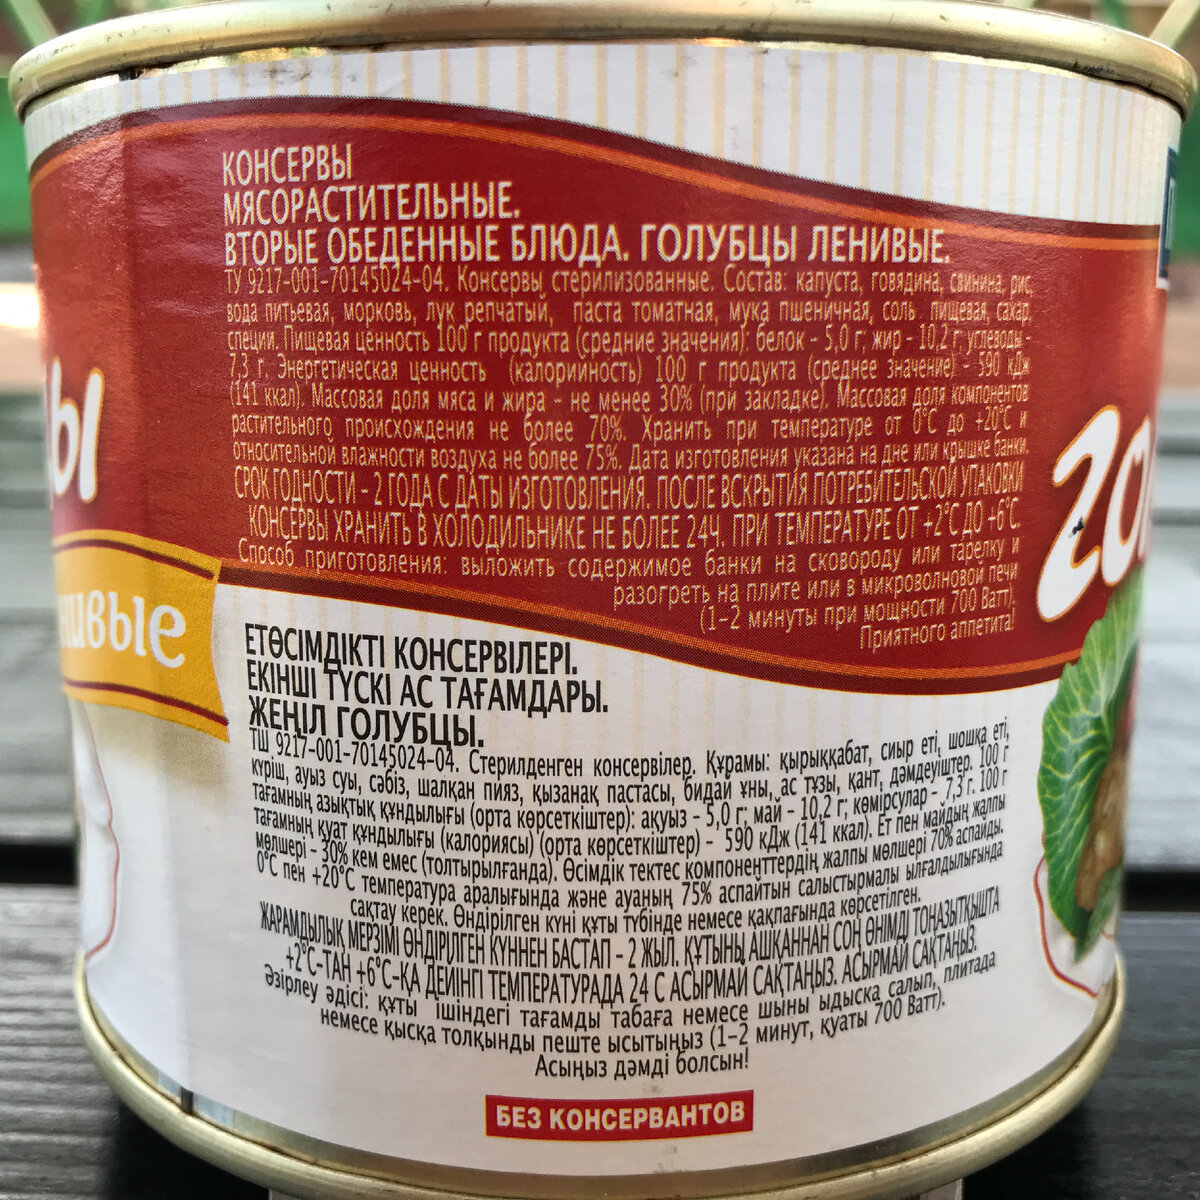 КОНСЕРВЫ
МЯСОРАСТИТЕЛЬНЫЕ.
ВТОРЫЕ ОБЕДЕННЫЕ БЛЮДА. ГОЛУБЦЫ ЛЕНИВЫЕ.
ТУ 9217-001-70145024-04. Консервы стерилизованные. Состав: капуста, говядина, свинина, рис,
вода питьевая, морковь, лук репчатый, паста томатная, мука пшеничная, соль пищевая, сахар,
специи. Пищевая ценность 100 г продукта (средние значения): белок - 5,0 г; жир - 10,2 г; углеводы -
7,3 г. Энергетическая ценность (калорийность) 100 г продукта (среднее значение) - 590 кДж
(141 ккал). Массовая доля мяса и жира - не менее 30% (при закладке). Массовая доля компонентов
растительного происхождения не более 70%. Хранить при температуре от 0°С до +20°С и
относительной влажности воздуха не более 75%. Дата изготовления указана на дне или крышке банки.
СРОК ГОДНОСТИ - 2 ГОДА С ДАТЫ ИЗГОТОВЛЕНИЯ. ПОСЛЕ ВСКРЫТИЯ ПОТРЕБИТЕЛЬСКОЙ УПАКОВКИ
КОНСЕРВЫ ХРАНИТЬ В ХОЛОДИЛЬНИКЕ НЕ БОЛЕЕ 24Ч. ПРИ ТЕМПЕРАТУРЕ ОТ +2°С ДО +6°С.
Способ приготовления: выложить содержимое банки на сковороду или тарелку и
разогреть на плите или в микроволновой печи
(1-2 минуты при мощности 700 Ватт).
Приятного аппетита!
ЕТӨСІМДІКТІ КОНСЕРВІЛЕРІ.
ЕКІНШІ ТҮСКІ АС ТАҒАМДАРЫ.
ЖЕҢІЛ ГОЛУБЦЫ.
ТШ 9217-001-70145024-04. Стерилденген консервілер. Құрамы: қырыққабат, сиыр еті, шошқа еті,
күріш, ауыз суы, сәбіз, шалқан пияз, қызанақ пастасы, бидай ұны, ас тұзы, қант, дәмдеуіштер. 100 г
тағамның азықтық құндылығы (орта көрсеткіштер): ақуыз - 5,0 г; май - 10,2 г; көмірсулар - 7,3 г. 100 г
тағамның қуат құндылығы (калориясы) (орта көрсеткіштер) - 590 кДж (141 ккал). Ет пен майдың жалпы
мөлшері - 30% кем емес (толтырылғанда). Өсімдік тектес компоненттердің жалпы мөлшері 70% аспайды.
0°С пен +20°С температура аралығында және ауаның 75% аспайтын салыстырмалы ылғалдылығында
сақтау керек. Өндірілген күні құты түбінде немесе қақпағында көрсетілген.
ЖАРАМДЫЛЫҚ МЕРЗІМІ ӨНДІРІЛГЕН КҮННЕН БАСТАП - 2 ЖЫЛ. ҚҰТЫНЫ АШҚАННАН СОҢ ӨНІМДІ ТОҢАЗЫТҚЫШТА
+2°С-ТАН +6°С-ҚА ДЕЙІНГІ ТЕМПЕРАТУРАДА 24 С АСЫРМАЙ САҚТАҢЫЗ. АСЫРМАЙ САҚТАҢЫЗ.
Әзірлеу әдісі: құты ішіндегі тағамды табаға немесе шыны ыдысқа салып, плитада
немесе қысқа толқынды пеште ысытыңыз (1-2 минут, қуаты 700 Ватт).
Асыңыз дәмді болсын!
БЕЗ КОНСЕРВАНТОВ